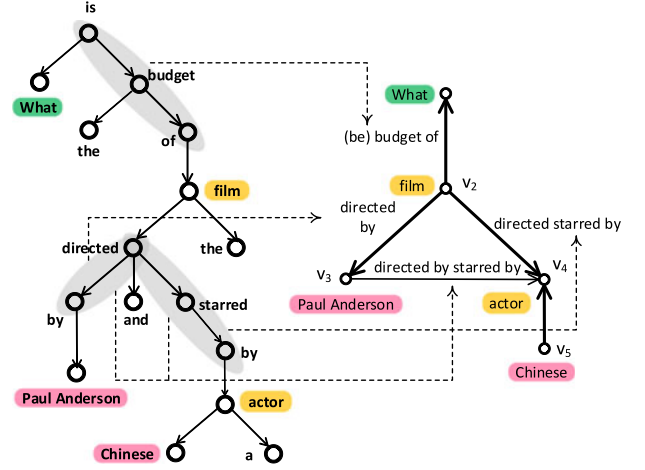 is
budget
What
the
of
film
directed
the
by
and
starred
by
Paul Anderson
actor
Chinese
a
What
(be) budget of
film
v2
directed
by
directed starred by
v3
directed by starred by
v4
Paul Anderson
actor
v5
Chinese